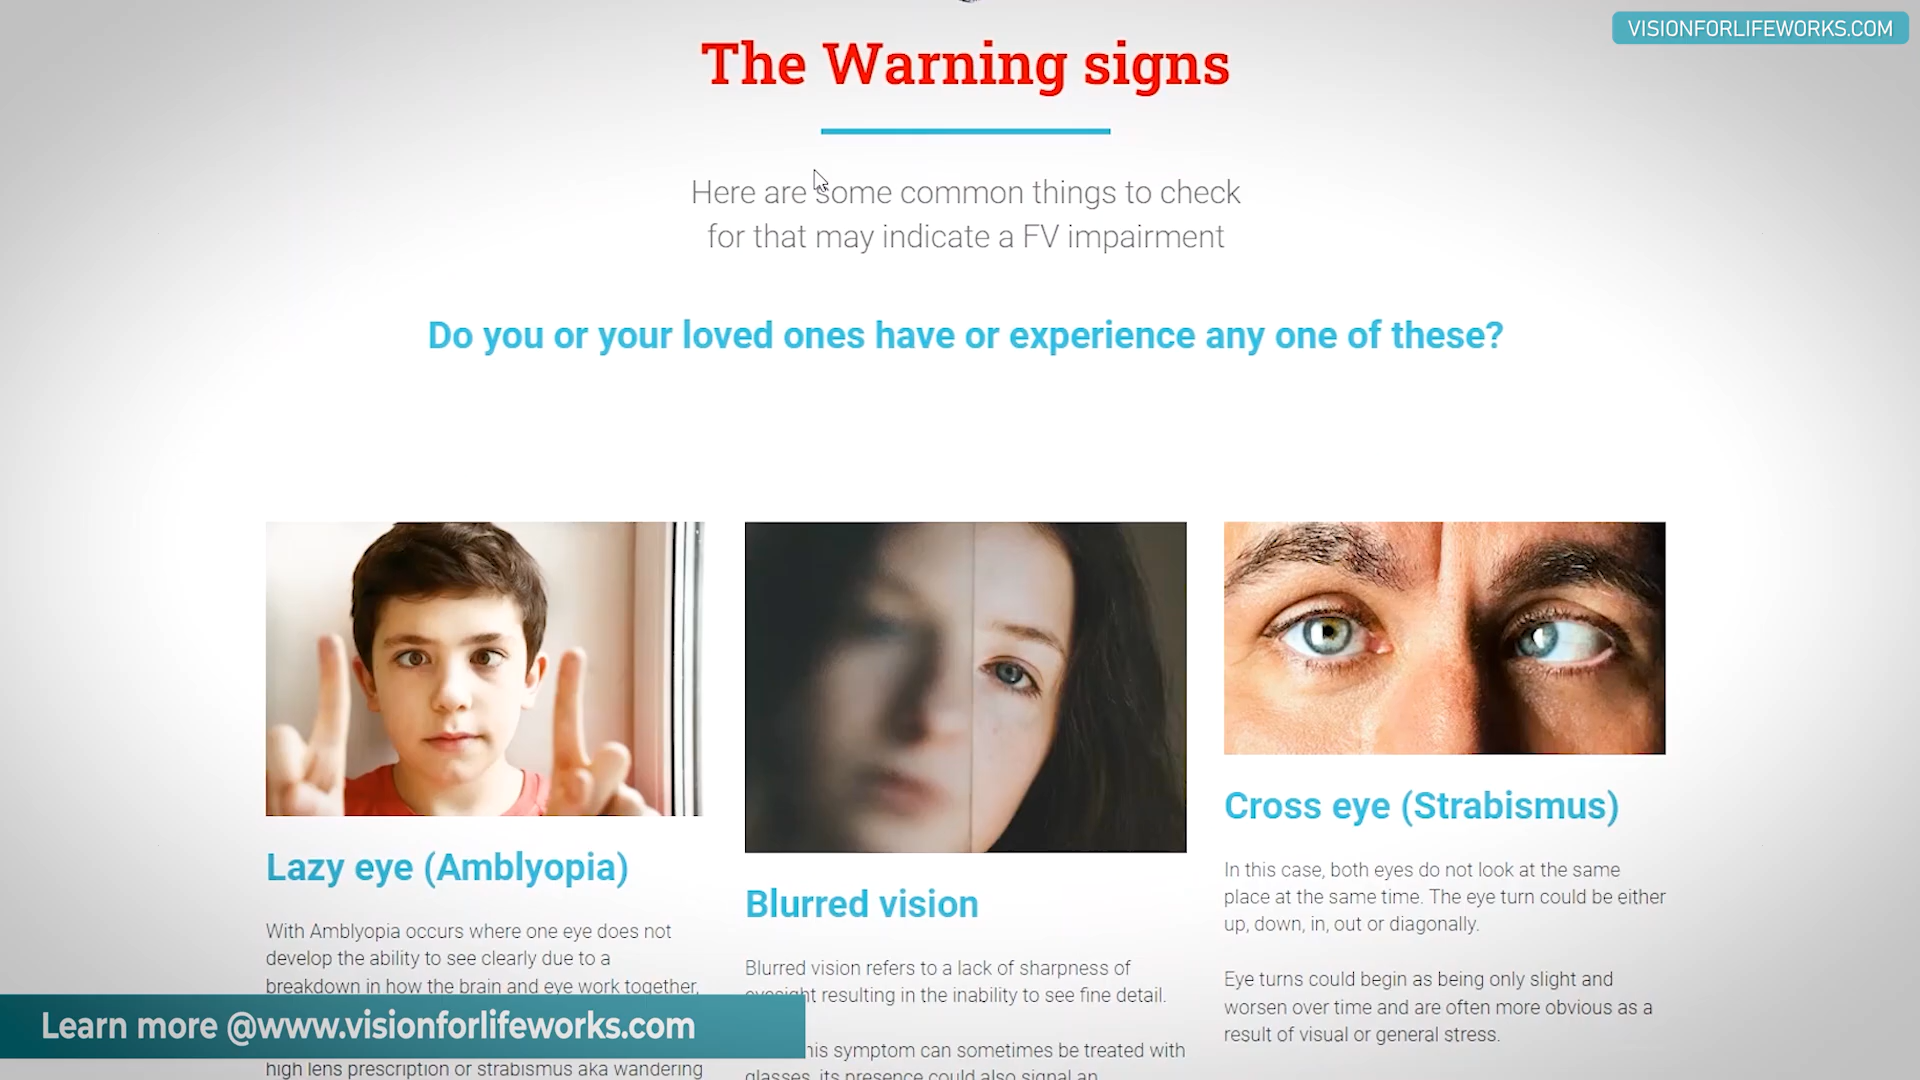 VISIONFORLIFEWORKS.COM
The Warning signs
Here are some common things to check
for that may indicate a FV impairment
Do you or your loved ones have or experience any one of these?
Lazy eye (Amblyopia)
With Amblyopia occurs where one eye does not
develop the ability to see clearly due to a
breakdown in how the brain and eye work together,
high lens prescription or strabismus aka wandering
Blurred vision
Blurred vision refers to a lack of sharpness of
eyesight resulting in the inability to see fine detail.
this symptom can sometimes be treated with
glasses, its presence could also signal an
Cross eye (Strabismus)
In this case, both eyes do not look at the same
place at the same time. The eye turn could be either
up, down, in, out or diagonally.
Eye turns could begin as being only slight and
worsen over time and are often more obvious as a
result of visual or general stress.
Learn more @www.visionforlifeworks.com